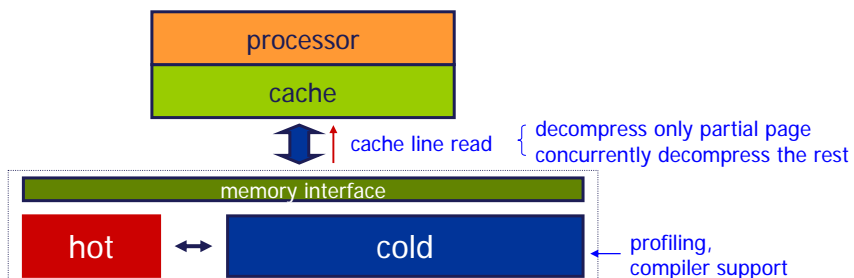 processor
cache
cache line read
decompress only partial page
concurrently decompress the rest
memory interface
hot
cold
profiling,
compiler support